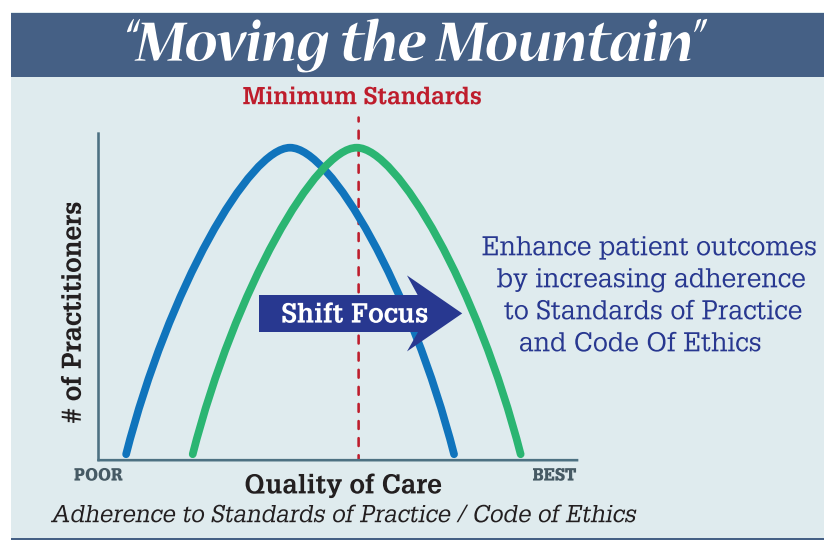 “Moving the Mountain”
Minimum Standards
# of Practitioners
Enhance patient outcomes
by increasing adherence
to Standards of Practice
and Code Of Ethics
Shift Focus
POOR
BEST
Quality of Care
Adherence to Standards of Practice / Code of Ethics